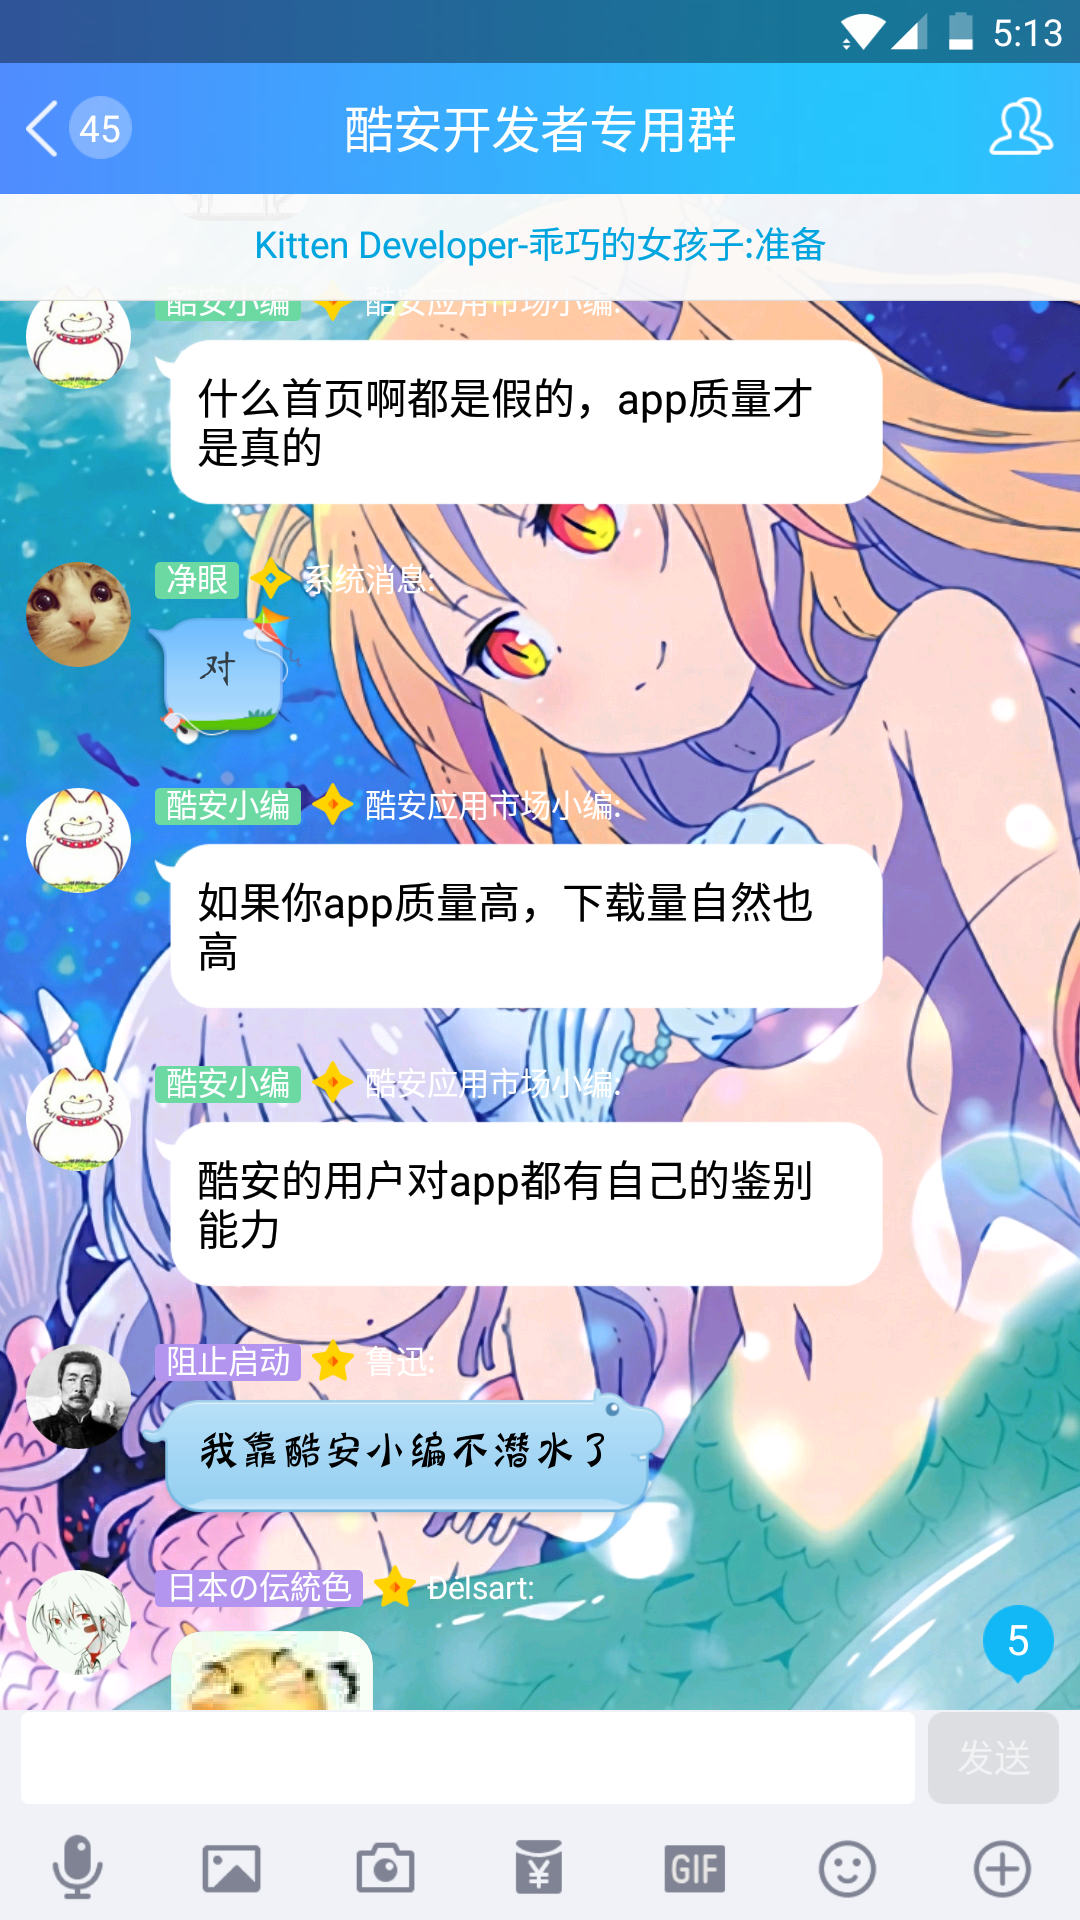 5:13
45
酷安开发者专用群
Kitten Developer-乖巧的女孩子:准备
酷安小编 酷安应用市场小编:
什么首页啊都是假的，app质量才
是真的
净眼 系统消息:
对
酷安小编 酷安应用市场小编:
如果你app质量高，下载量自然也
高
酷安小编 酷安应用市场小编:
酷安的用户对app都有自己的鉴别
能力
阻止启动 鲁迅:
我靠酷安小编不潜水了
日本の伝統色 Đėlsart:
5
发送
¥
GIF